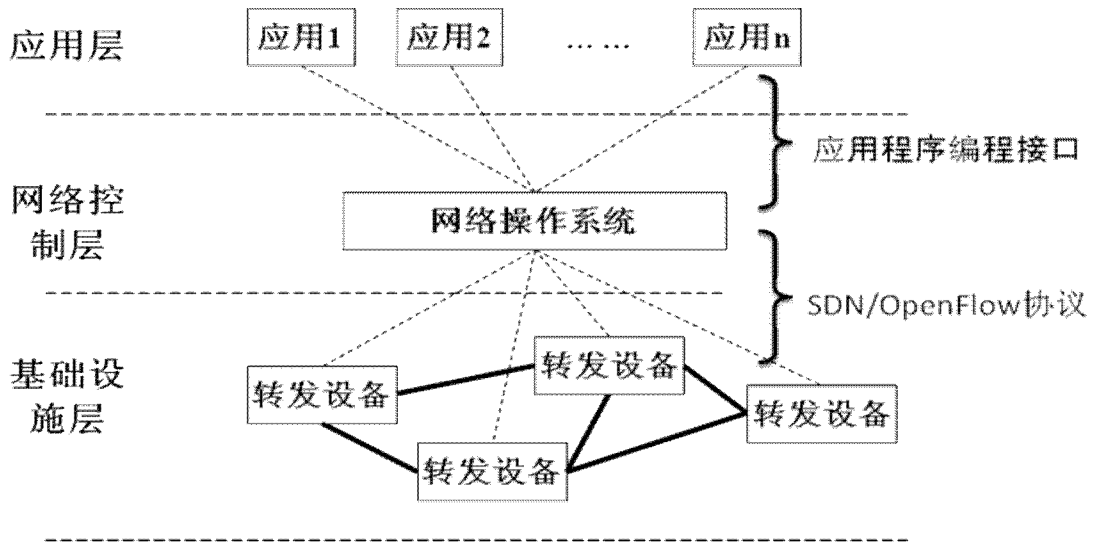 应用层
应用1
应用2
……
应用n
应用程序编程接口
网络控
制层
网络操作系统
SDN/OpenFlow协议
基础设
施层
转发设备
转发设备
转发设备
转发设备